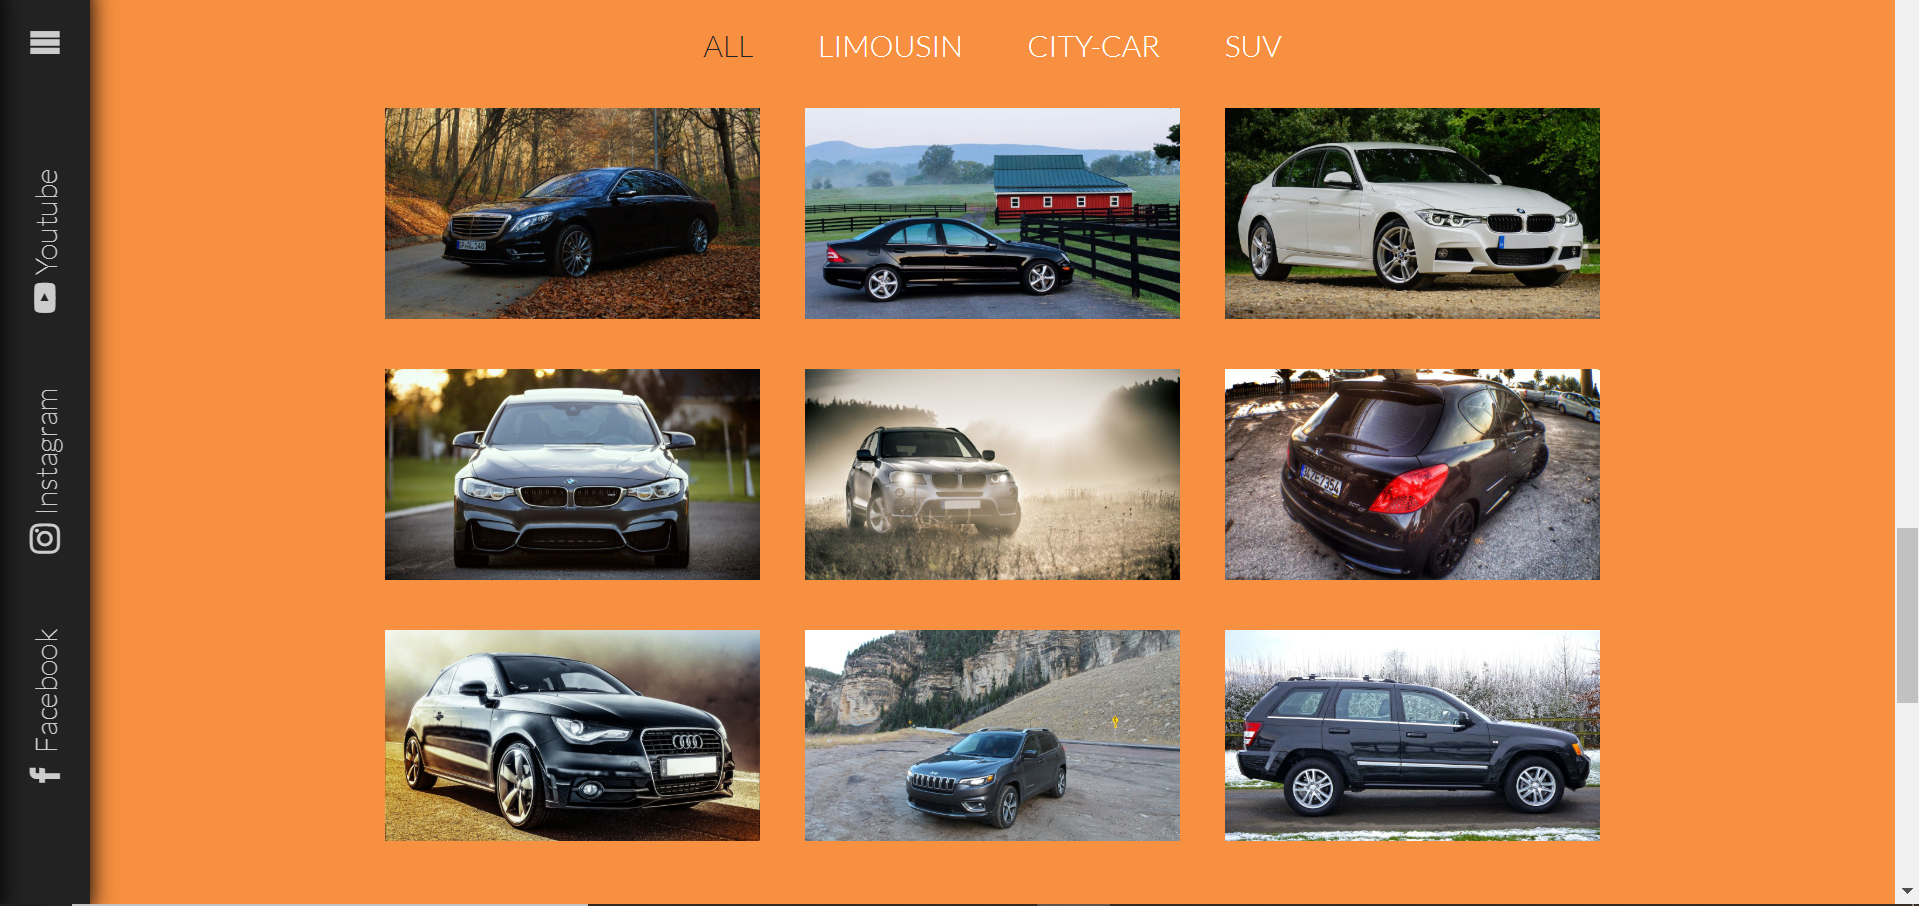 ALL
LIMOUSIN
CITY-CAR
SUV
Youtube
Instagram
Facebook